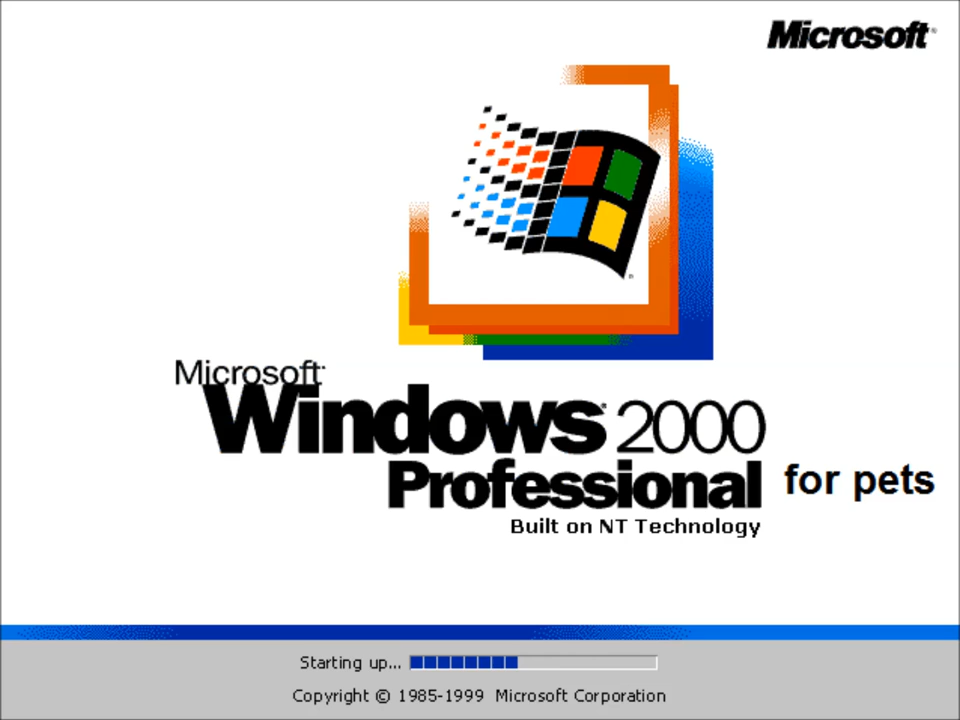 Microsoft®
Microsoft®
Windows® 2000
Professional for pets
Built on NT Technology
Starting up...
Copyright © 1985-1999 Microsoft Corporation